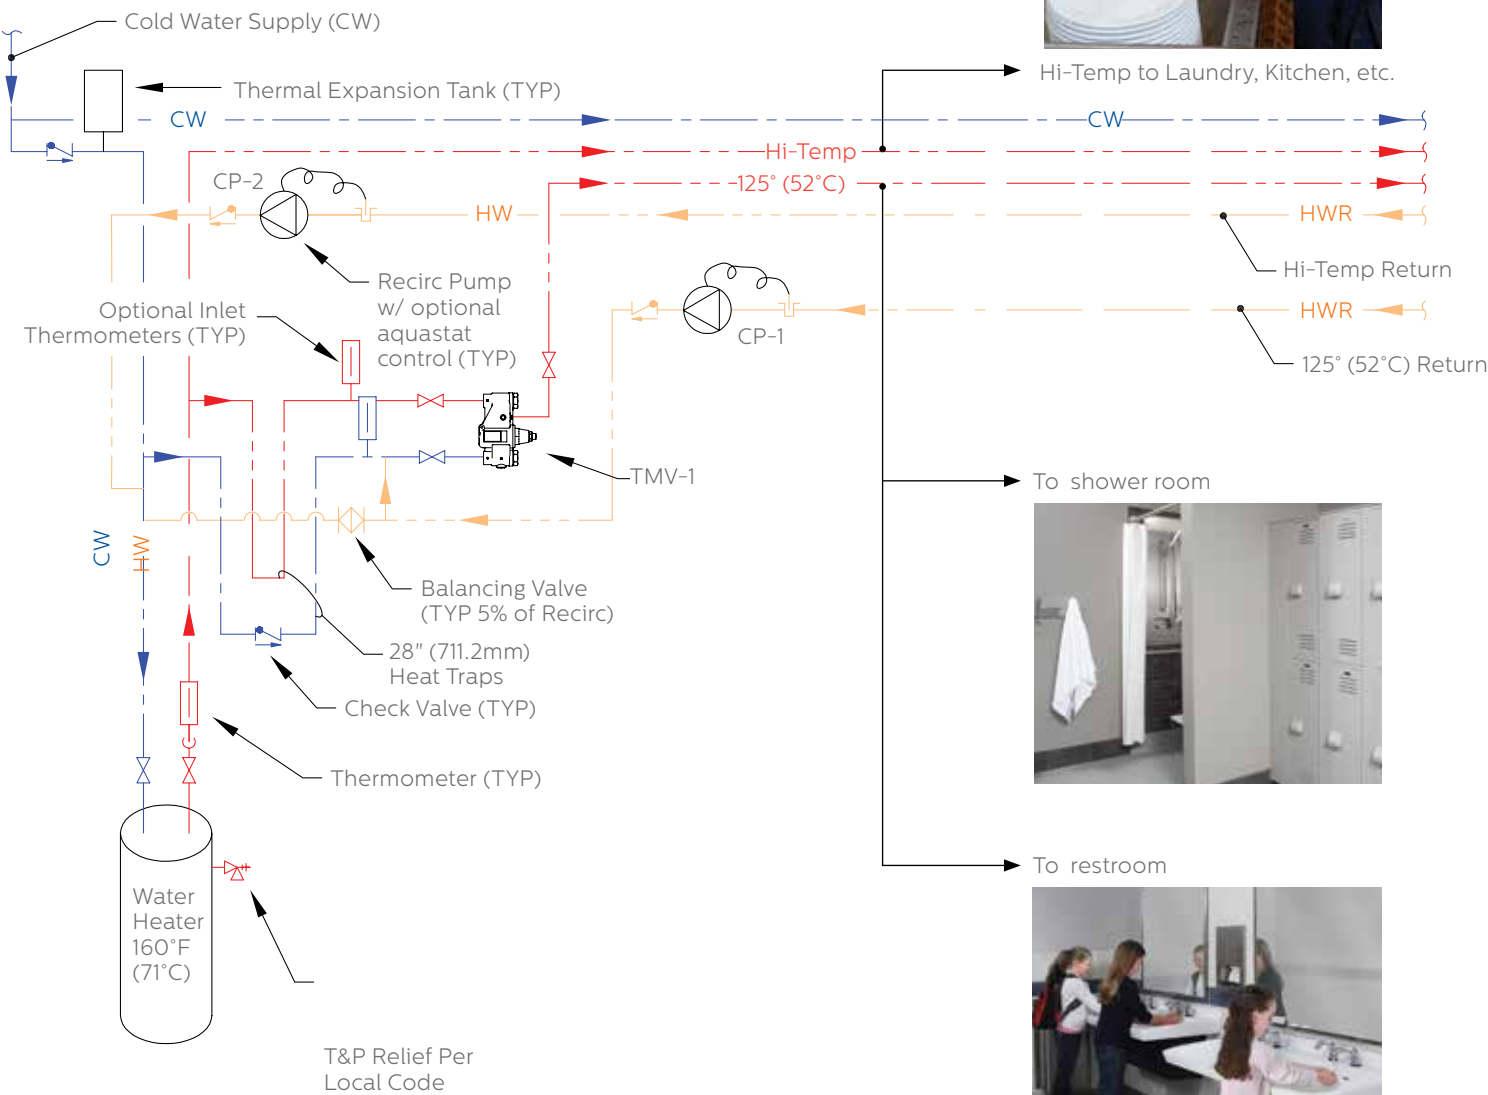 Cold Water Supply (CW)
Hi-Temp to Laundry, Kitchen, etc.
Thermal Expansion Tank (TYP)
CW
CW
Hi-Temp
125° (52°C)
CP-2
HW
HWR
Hi-Temp Return
Recirc Pump
w/ optional
aquastat
control (TYP)
Optional Inlet
Thermometers (TYP)
HWR
CP-1
125° (52°C) Return
TMV-1
To shower room
CW
HW
Balancing Valve
(TYP 5% of Recirc)
28" (711.2mm)
Heat Traps
Check Valve (TYP)
Thermometer (TYP)
To restroom
Water
Heater
160°F
(71°C)
T&P Relief Per
Local Code